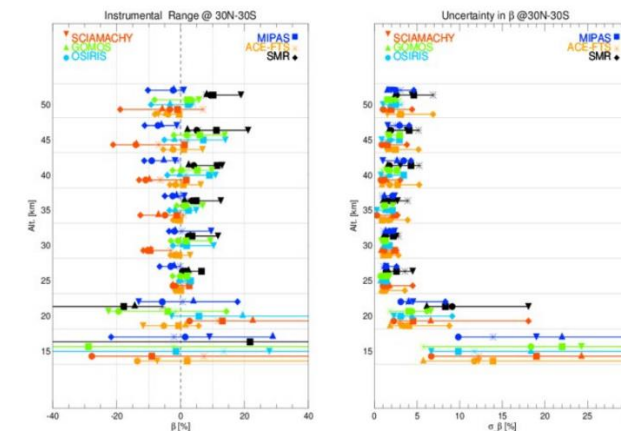 Instrumental Range @ 30N-30S
SCIAMACHY
GOMOS
OSIRIS
MIPAS
ACE-FTS
SMR
Alt. [km]
50
45
40
35
30
25
20
15
-40
-20
0
20
40
β [%]
Uncertainty in β @30N-30S
SCIAMACHY
GOMOS
OSIRIS
MIPAS
ACE-FTS
SMR
Alt. [km]
50
45
40
35
30
25
20
15
0
5
10
15
20
25
σ β [%]